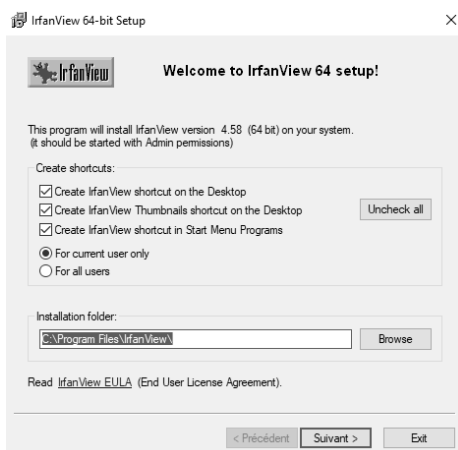 IrfanView 64-bit Setup
IrfanView
Welcome to IrfanView 64 setup!
This program will install IrfanView version 4.58 (64 bit) on your system.
(it should be started with Admin permissions)
Create shortcuts:
Create IrfanView shortcut on the Desktop
Create IrfanView Thumbnails shortcut on the Desktop
Uncheck all
Create IrfanView shortcut in Start Menu Programs
For current user only
For all users
Installation folder:
C:\Program Files\IrfanView\
Browse
Read IrfanView EULA (End User License Agreement).
< Précédent
Suivant >
Exit